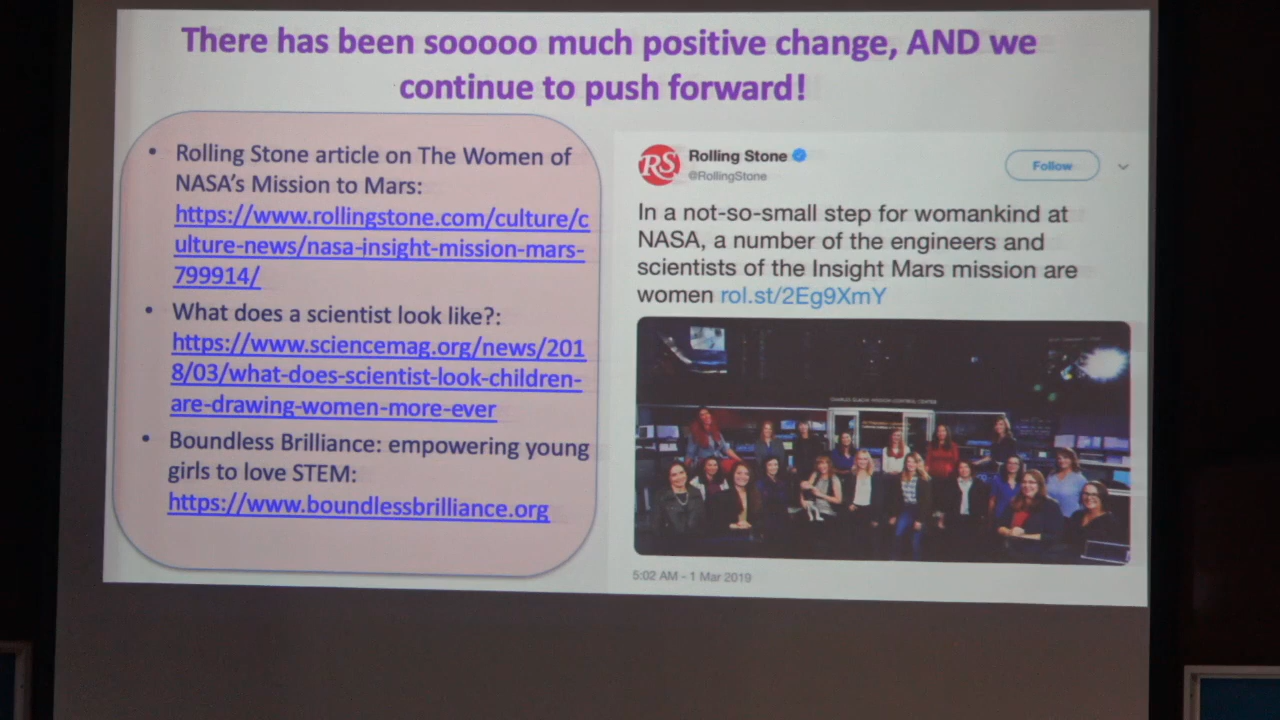 There has been sooooo much positive change, AND we
continue to push forward!
• Rolling Stone article on The Women of
NASA's Mission to Mars:
https://www.rollingstone.com/culture/c
ulture-news/nasa-insight-mission-mars-
799914/
• What does a scientist look like?:
https://www.sciencemag.org/news/201
8/03/what-does-scientist-look-children-
are-drawing-women-more-ever
• Boundless Brilliance: empowering young
girls to love STEM:
https://www.boundlessbrilliance.org
RS
Rolling Stone
@RollingStone
Follow
In a not-so-small step for womankind at
NASA, a number of the engineers and
scientists of the Insight Mars mission are
women rol.st/2Eg9XmY
CHARLES ELACHI MISSION CONTROL CENTER
5:02 AM - 1 Mar 2019